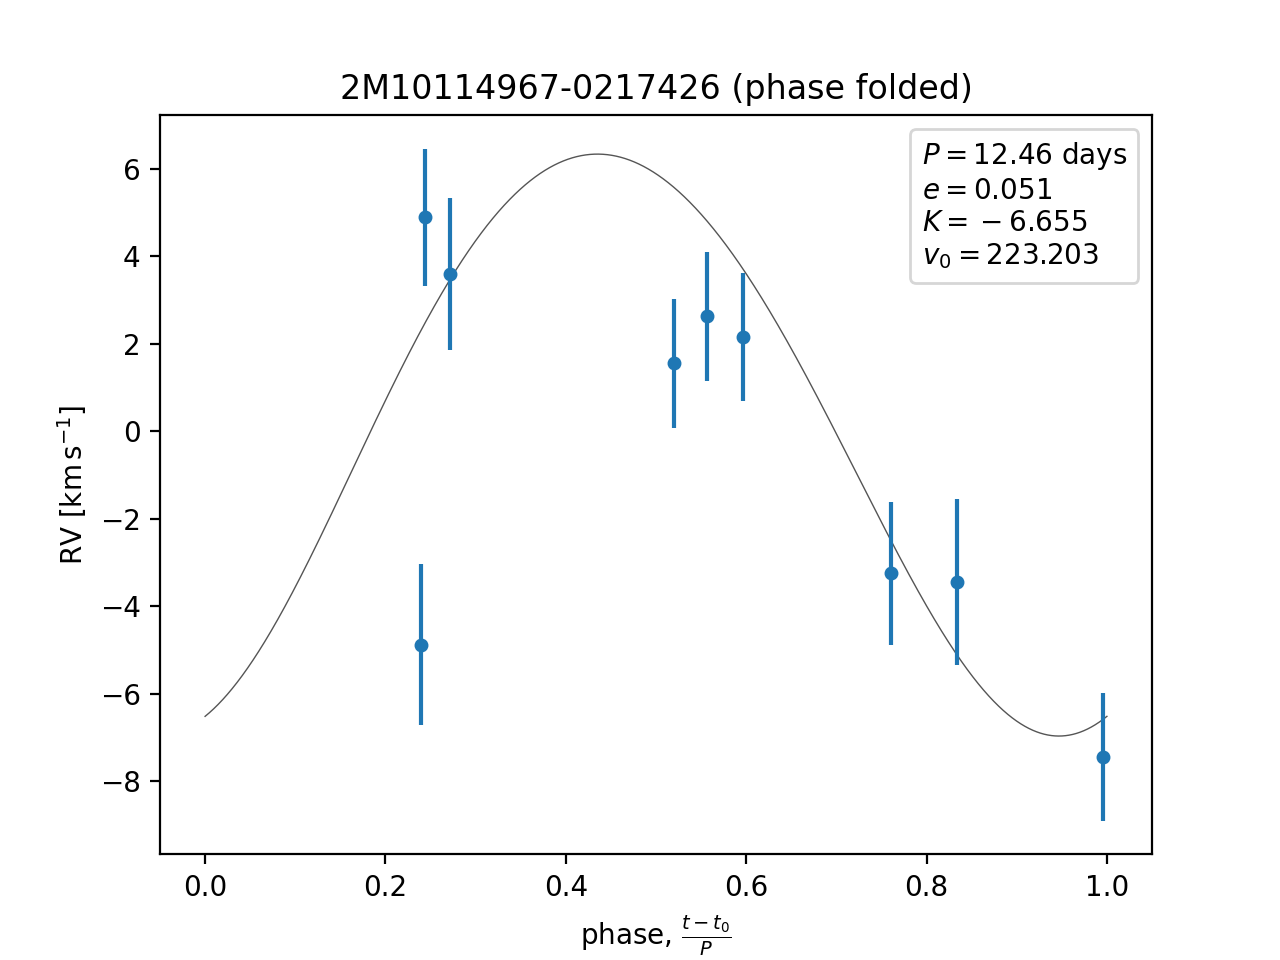 2M10114967-0217426 (phase folded)
P = 12.46 days
e = 0.051
K = −6.655
v₀ = 223.203
6
4
2
0
−2
−4
−6
−8
RV [km s⁻¹]
0.0 0.2 0.4 0.6 0.8 1.0
phase, (t − t₀)/P